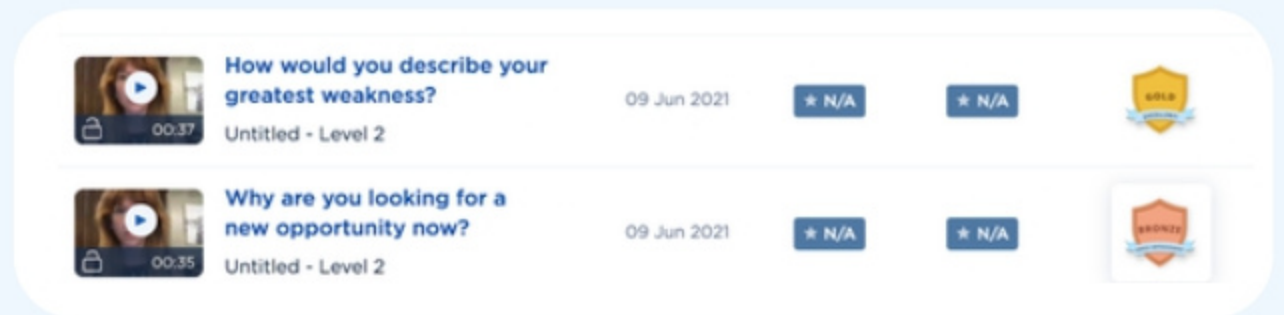 How would you describe your
greatest weakness?
09 Jun 2021
★ N/A
★ N/A
GOLD
00:37
Untitled - Level 2
Why are you looking for a
new opportunity now?
09 Jun 2021
★ N/A
★ N/A
BRONZE
00:35
Untitled - Level 2